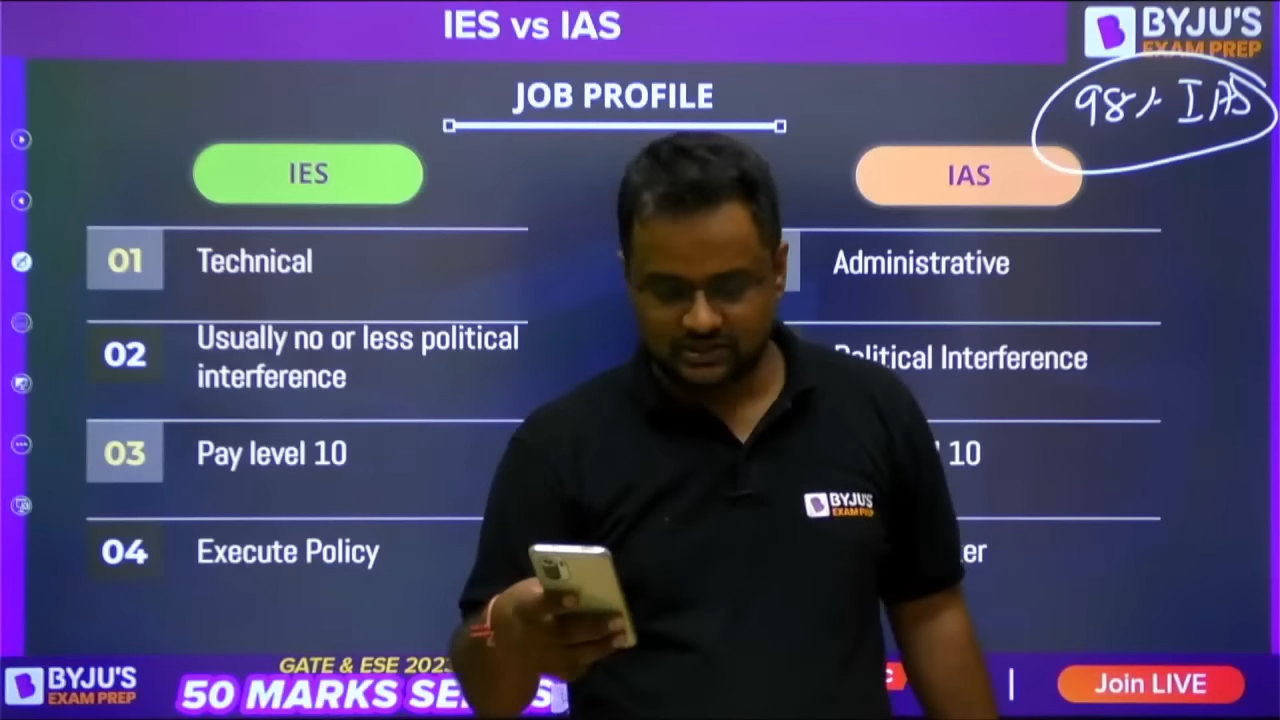 IES vs IAS
BYJU'S
EXAM PREP
JOB PROFILE
98% IAS
IES
IAS
01 Technical
Administrative
02 Usually no or less political
interference
Political Interference
03 Pay level 10
10
04 Execute Policy
BYJU'S
EXAM PREP
BYJU'S
EXAM PREP
GATE & ESE 2023
50 MARKS
Join LIVE